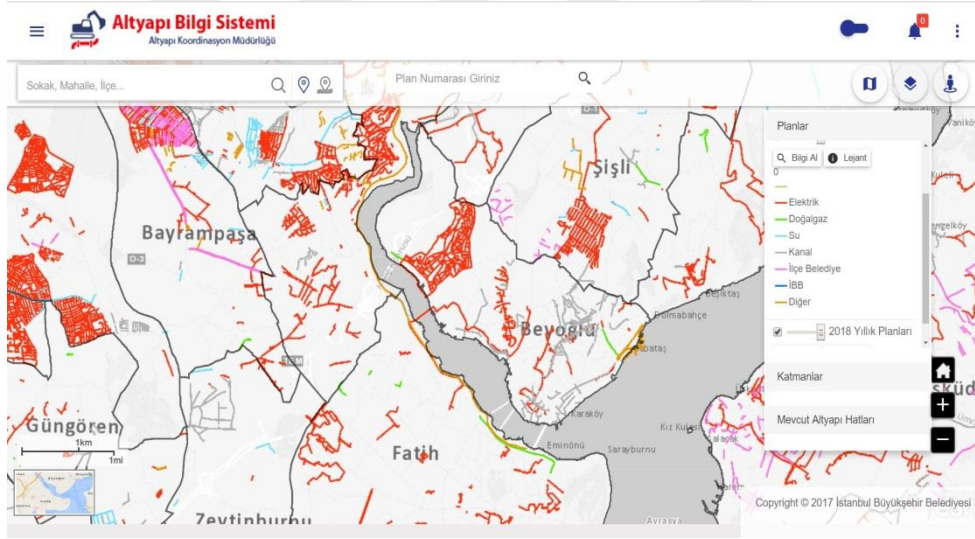 Altyapı Bilgi Sistemi
Altyapı Koordinasyon Müdürlüğü
0
Sokak, Mahalle, İlçe...
Plan Numarası Giriniz
Planlar
Bilgi Al
Lejant
0
Elektrik
Doğalgaz
Su
Kanal
İlçe Belediye
İBB
Diğer
2018 Yıllık Planları
Katmanlar
Mevcut Altyapı Hatları
Şişli
Bayrampaşa
O-3
O-1
Beşiktaş
Dolmabahçe
Beyoğlu
Karaköy
Kız Kulesi
Eminönü
Sarayburnu
Güngören
Fatih
Zeytinburnu
Avrasya
1km
1mi
Copyright © 2017 İstanbul Büyükşehir Belediyesi